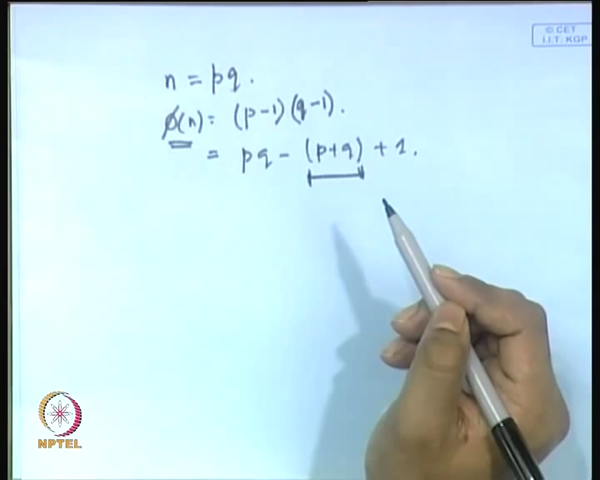 © CET
I.I.T. KGP
n = pq.
φ(n) = (p-1)(q-1).
= pq - (p+q) + 1.
NPTEL